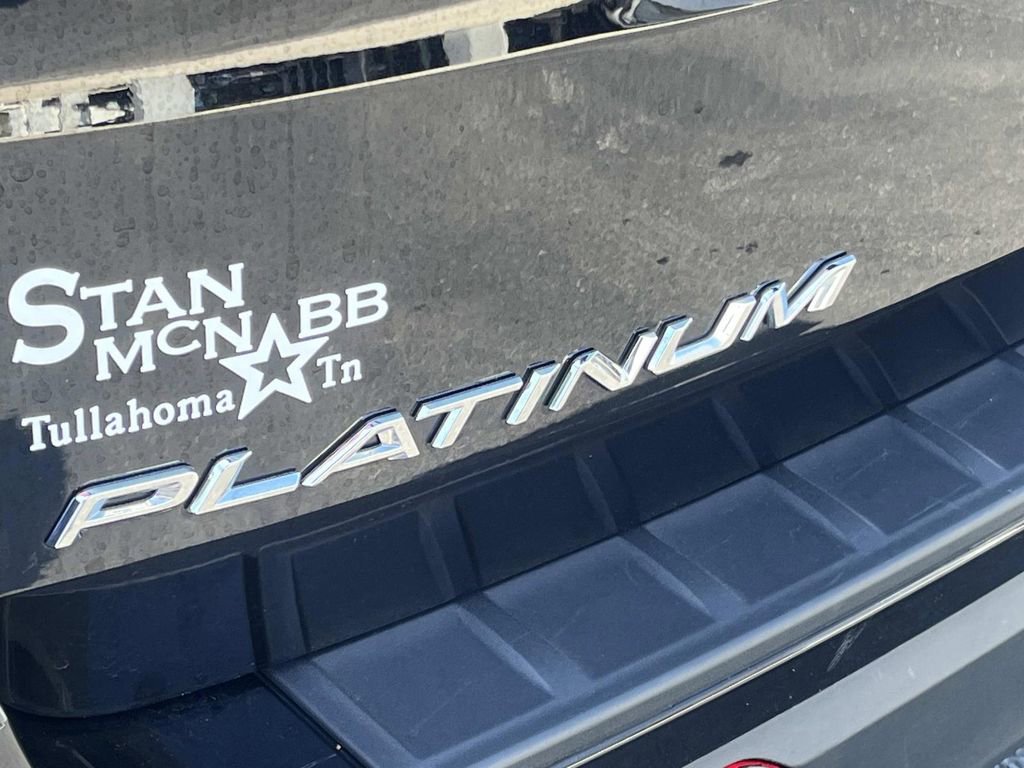 STAN
MCNABB
Tullahoma Tn
PLATINUM